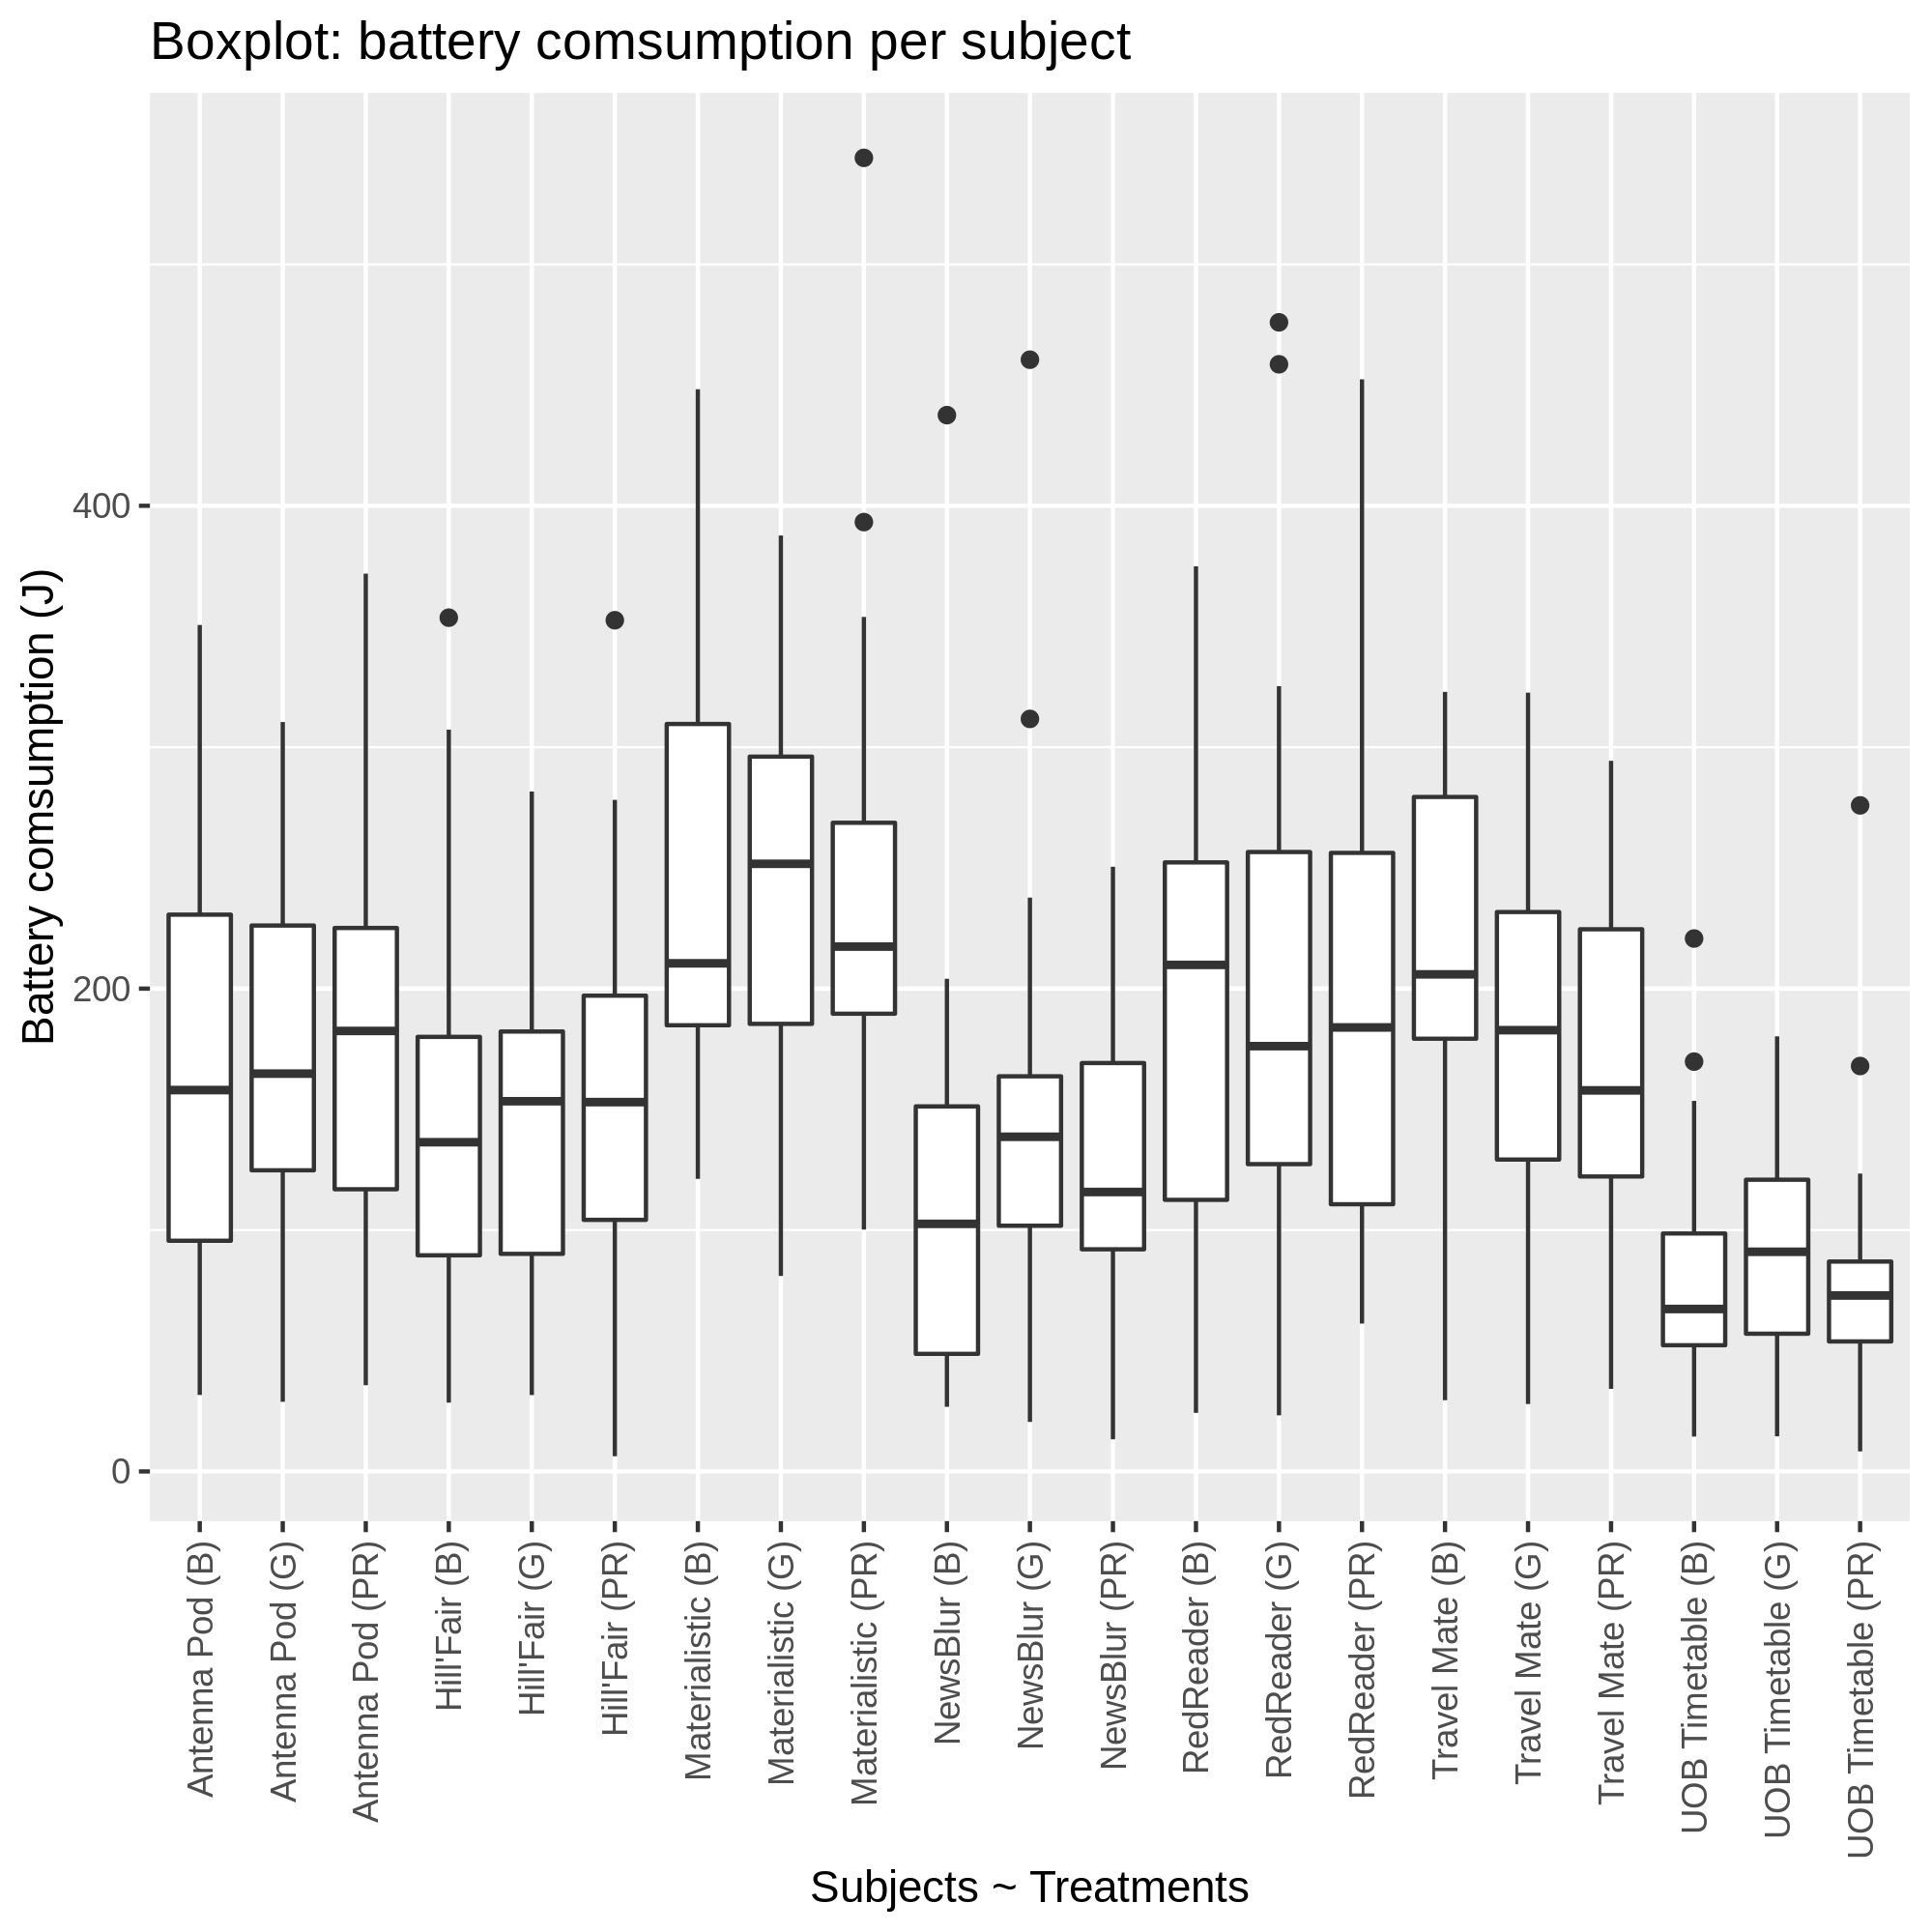 Boxplot: battery comsumption per subject
Battery comsumption (J)
400
200
0
Antenna Pod (B)
Antenna Pod (G)
Antenna Pod (PR)
Hill'Fair (B)
Hill'Fair (G)
Hill'Fair (PR)
Materialistic (B)
Materialistic (G)
Materialistic (PR)
NewsBlur (B)
NewsBlur (G)
NewsBlur (PR)
RedReader (B)
RedReader (G)
RedReader (PR)
Travel Mate (B)
Travel Mate (G)
Travel Mate (PR)
UOB Timetable (B)
UOB Timetable (G)
UOB Timetable (PR)
Subjects ~ Treatments